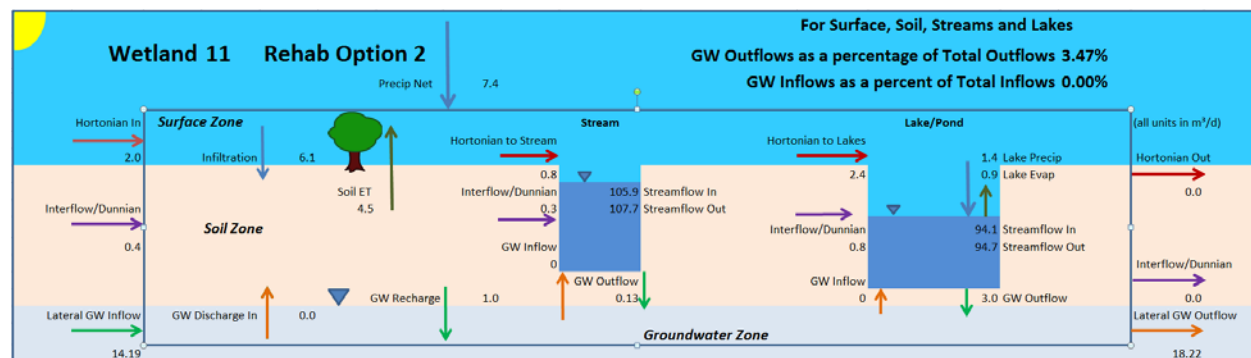 For Surface, Soil, Streams and Lakes
Wetland 11 Rehab Option 2
GW Outflows as a percentage of Total Outflows 3.47%
GW Inflows as a percent of Total Inflows 0.00%
Precip Net 7.4
Hortonian In
Surface Zone
Stream
Lake/Pond
(all units in m³/d)
Hortonian to Stream
Hortonian to Lakes
2.0
Infiltration 6.1
1.4 Lake Precip
Hortonian Out
0.8
2.4
0.9 Lake Evap
0.0
Soil ET
4.5
Interflow/Dunnian
105.9 Streamflow In
0.3
107.7 Streamflow Out
Interflow/Dunnian
0.4
Soil Zone
Interflow/Dunnian
0.8
94.1 Streamflow In
94.7 Streamflow Out
GW Inflow
0
GW Inflow
0
Interflow/Dunnian
0.0
GW Outflow
0.13
GW Recharge 1.0
3.0 GW Outflow
Lateral GW Inflow
14.19
GW Discharge In 0.0
Groundwater Zone
Lateral GW Outflow
18.22